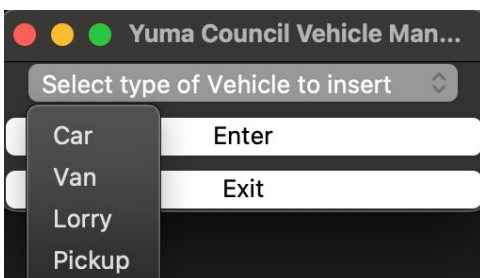 Yuma Council Vehicle Man...
Select type of Vehicle to insert
Car
Enter
Van
Exit
Lorry
Pickup